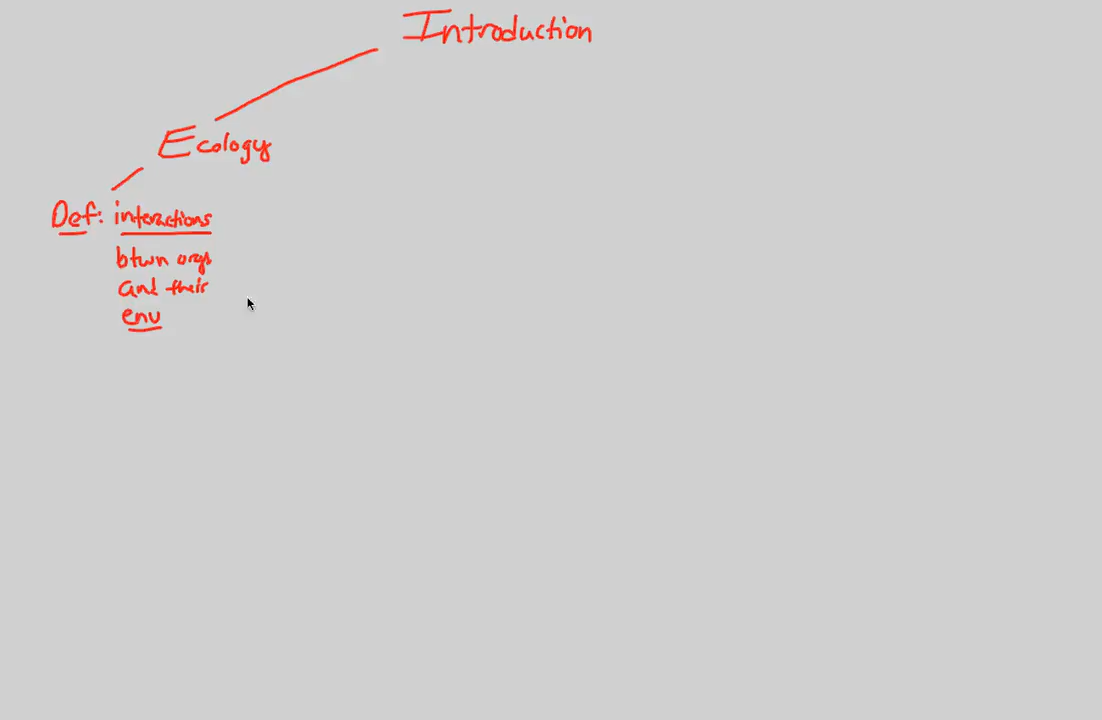 Introduction
Ecology
Def: interactions
btwn orgs
and their
env